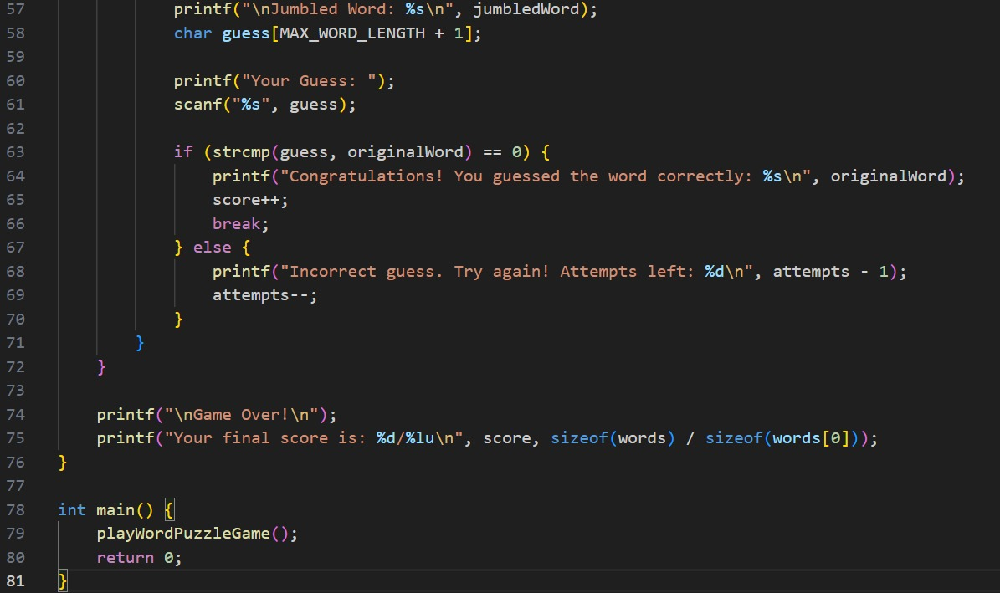 57 printf("\nJumbled Word: %s\n", jumbledWord);
58 char guess[MAX_WORD_LENGTH + 1];
59
60 printf("Your Guess: ");
61 scanf("%s", guess);
62
63 if (strcmp(guess, originalWord) == 0) {
64 printf("Congratulations! You guessed the word correctly: %s\n", originalWord);
65 score++;
66 break;
67 } else {
68 printf("Incorrect guess. Try again! Attempts left: %d\n", attempts - 1);
69 attempts--;
70 }
71 }
72 }
73
74 printf("\nGame Over!\n");
75 printf("Your final score is: %d/%lu\n", score, sizeof(words) / sizeof(words[0]));
76 }
77
78 int main() {
79 playWordPuzzleGame();
80 return 0;
81 }